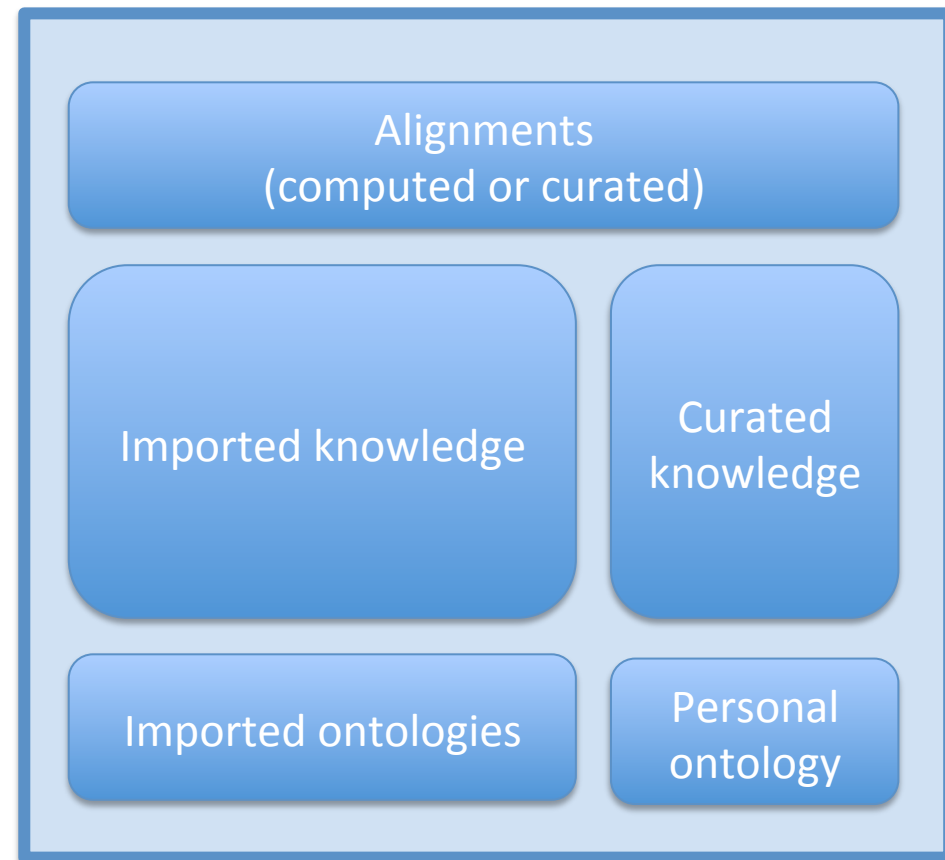 Alignments
(computed or curated)
Imported knowledge
Curated
knowledge
Imported ontologies
Personal
ontology